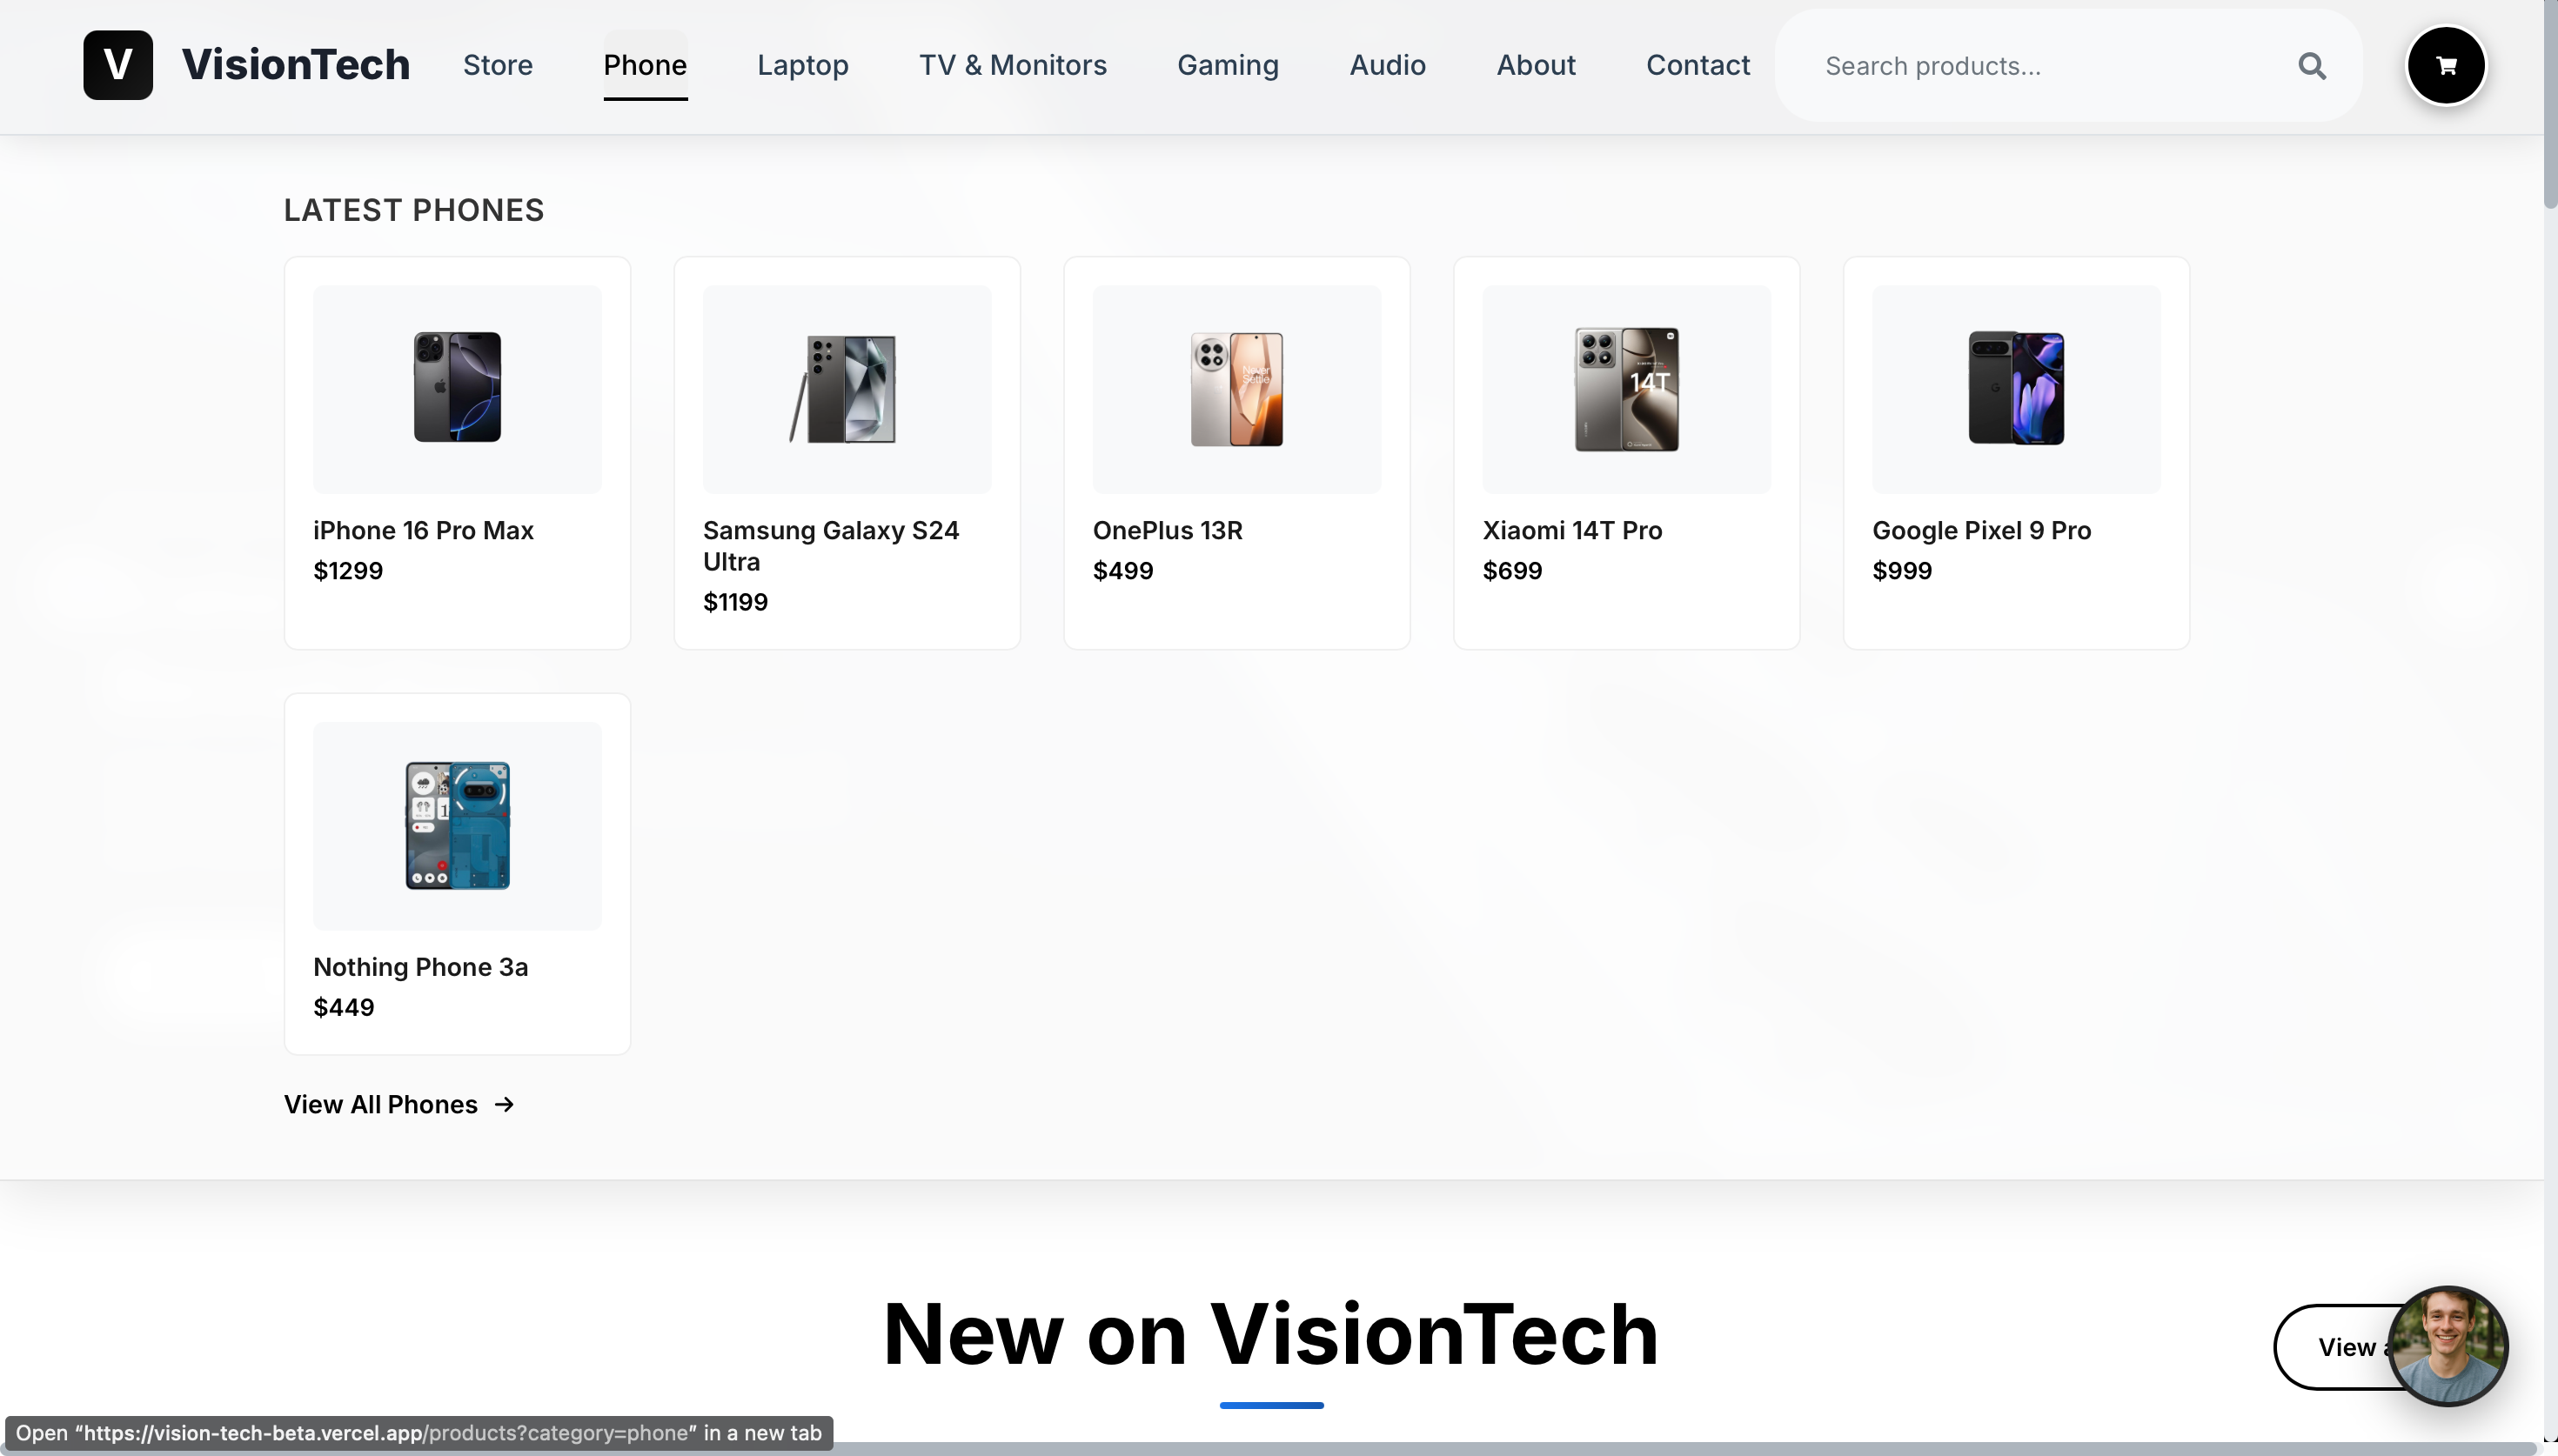 V VisionTech Store Phone Laptop TV & Monitors Gaming Audio About Contact Search products...
LATEST PHONES
Never
Settle
14T
iPhone 16 Pro Max
$1299
Samsung Galaxy S24
Ultra
$1199
OnePlus 13R
$499
Xiaomi 14T Pro
$699
Google Pixel 9 Pro
$999
Nothing Phone 3a
$449
View All Phones →
New on VisionTech
View
Open “https://vision-tech-beta.vercel.app/products?category=phone” in a new tab